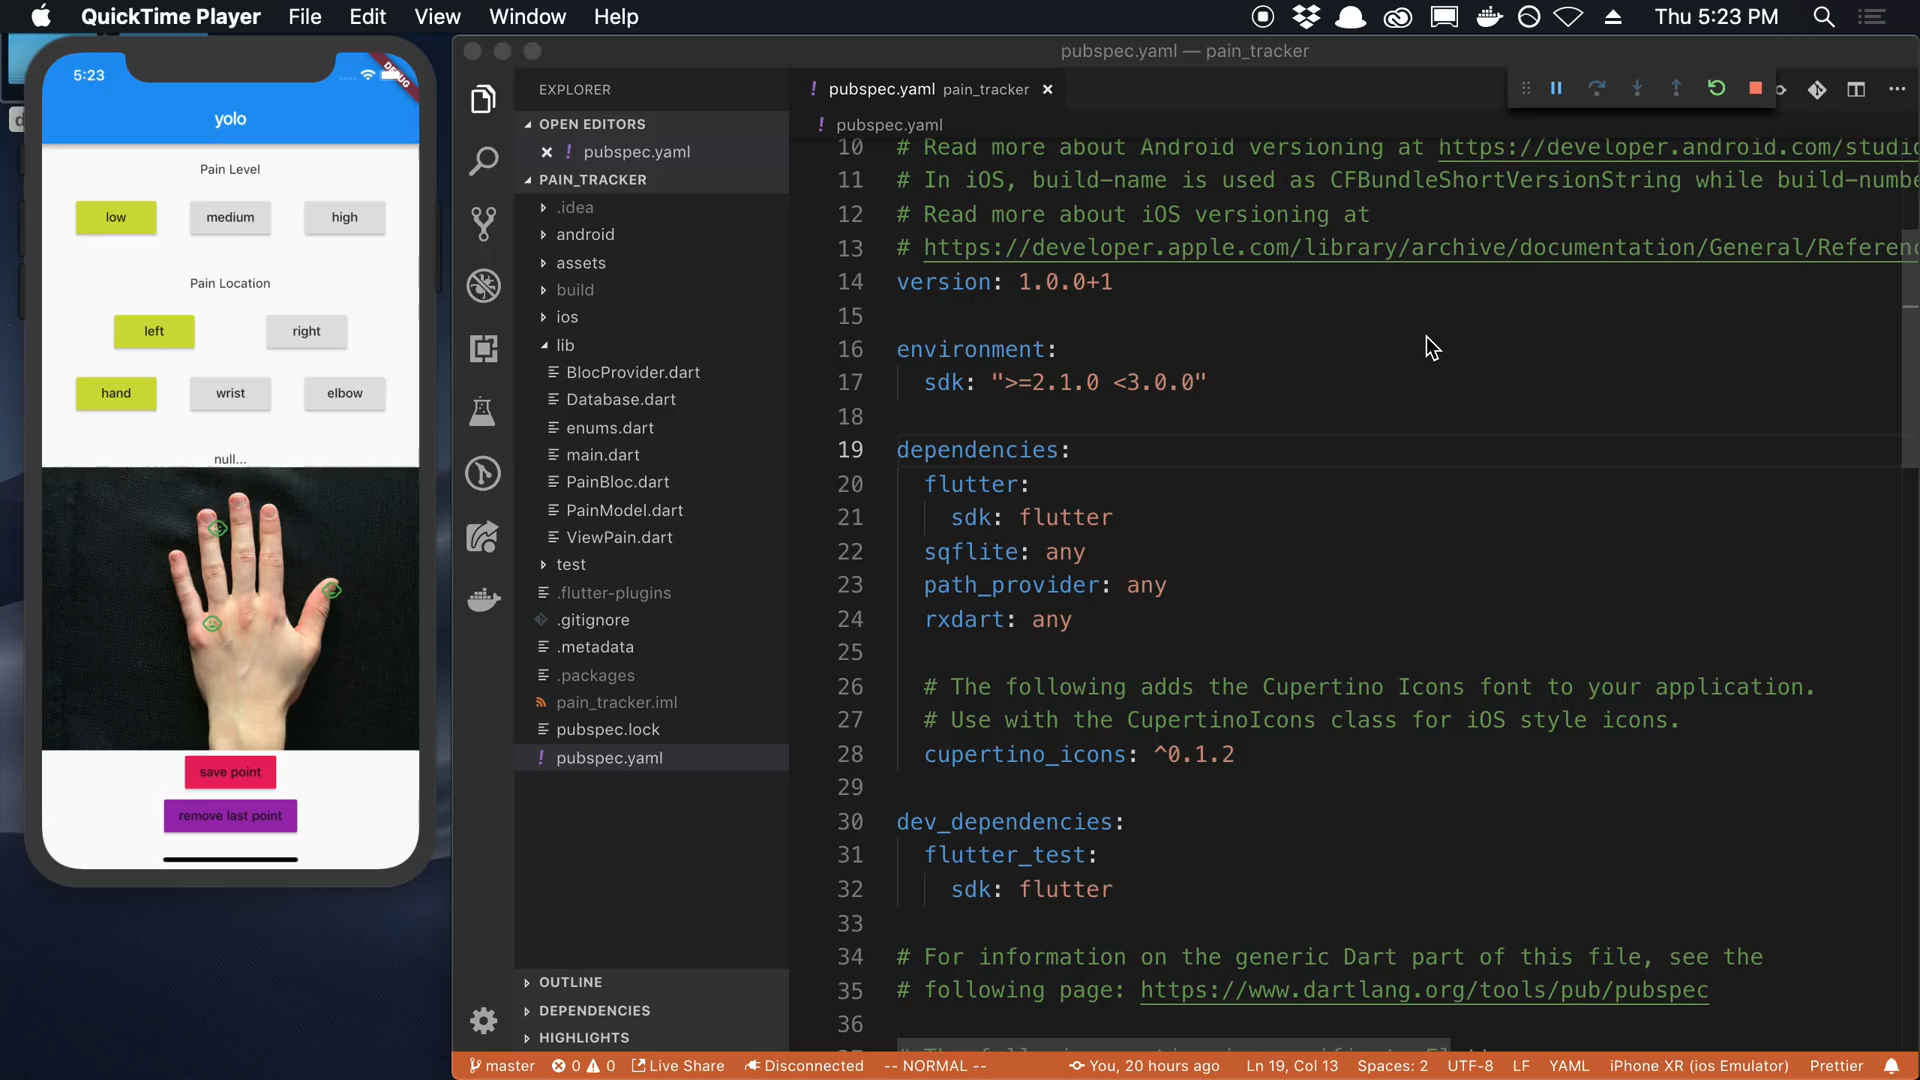 QuickTime Player File Edit View Window Help Thu 5:23 PM
5:23
DEBUG
yolo
Pain Level
low medium high
Pain Location
left right
hand wrist elbow
null...
save point
remove last point
pubspec.yaml — pain_tracker
EXPLORER
OPEN EDITORS
! pubspec.yaml
PAIN_TRACKER
.idea
android
assets
build
ios
lib
BlocProvider.dart
Database.dart
enums.dart
main.dart
PainBloc.dart
PainModel.dart
ViewPain.dart
test
.flutter-plugins
.gitignore
.metadata
.packages
pain_tracker.iml
pubspec.lock
! pubspec.yaml
OUTLINE
DEPENDENCIES
HIGHLIGHTS
! pubspec.yaml pain_tracker
! pubspec.yaml
10 # Read more about Android versioning at https://developer.android.com/studio
11 # In iOS, build-name is used as CFBundleShortVersionString while build-numbe
12 # Read more about iOS versioning at
13 # https://developer.apple.com/library/archive/documentation/General/Referenc
14 version: 1.0.0+1
15
16 environment:
17 sdk: ">=2.1.0 <3.0.0"
18
19 dependencies:
20 flutter:
21 sdk: flutter
22 sqflite: any
23 path_provider: any
24 rxdart: any
25
26 # The following adds the Cupertino Icons font to your application.
27 # Use with the CupertinoIcons class for iOS style icons.
28 cupertino_icons: ^0.1.2
29
30 dev_dependencies:
31 flutter_test:
32 sdk: flutter
33
34 # For information on the generic Dart part of this file, see the
35 # following page: https://www.dartlang.org/tools/pub/pubspec
36
master 0 0 Live Share Disconnected -- NORMAL -- You, 20 hours ago Ln 19, Col 13 Spaces: 2 UTF-8 LF YAML iPhone XR (ios Emulator) Prettier